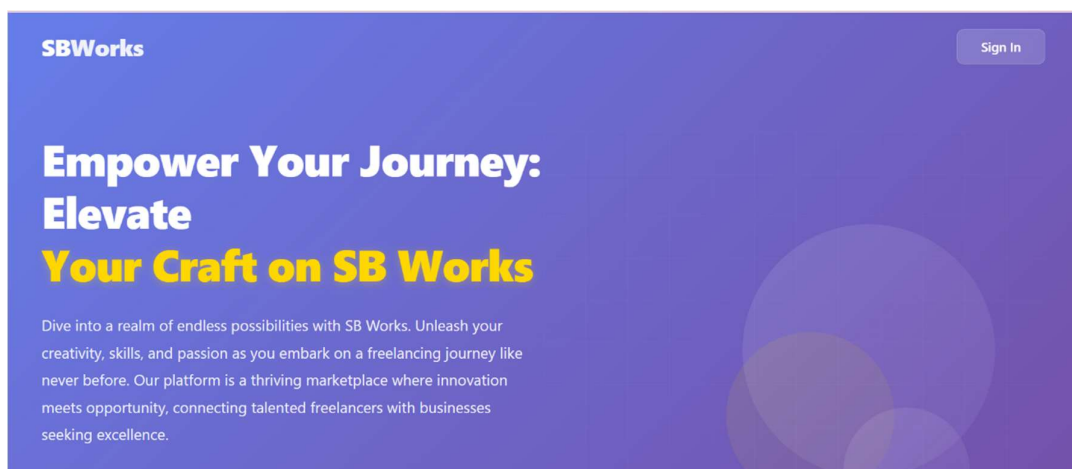 SBWorks
Sign In
Empower Your Journey:
Elevate
Your Craft on SB Works
Dive into a realm of endless possibilities with SB Works. Unleash your
creativity, skills, and passion as you embark on a freelancing journey like
never before. Our platform is a thriving marketplace where innovation
meets opportunity, connecting talented freelancers with businesses
seeking excellence.